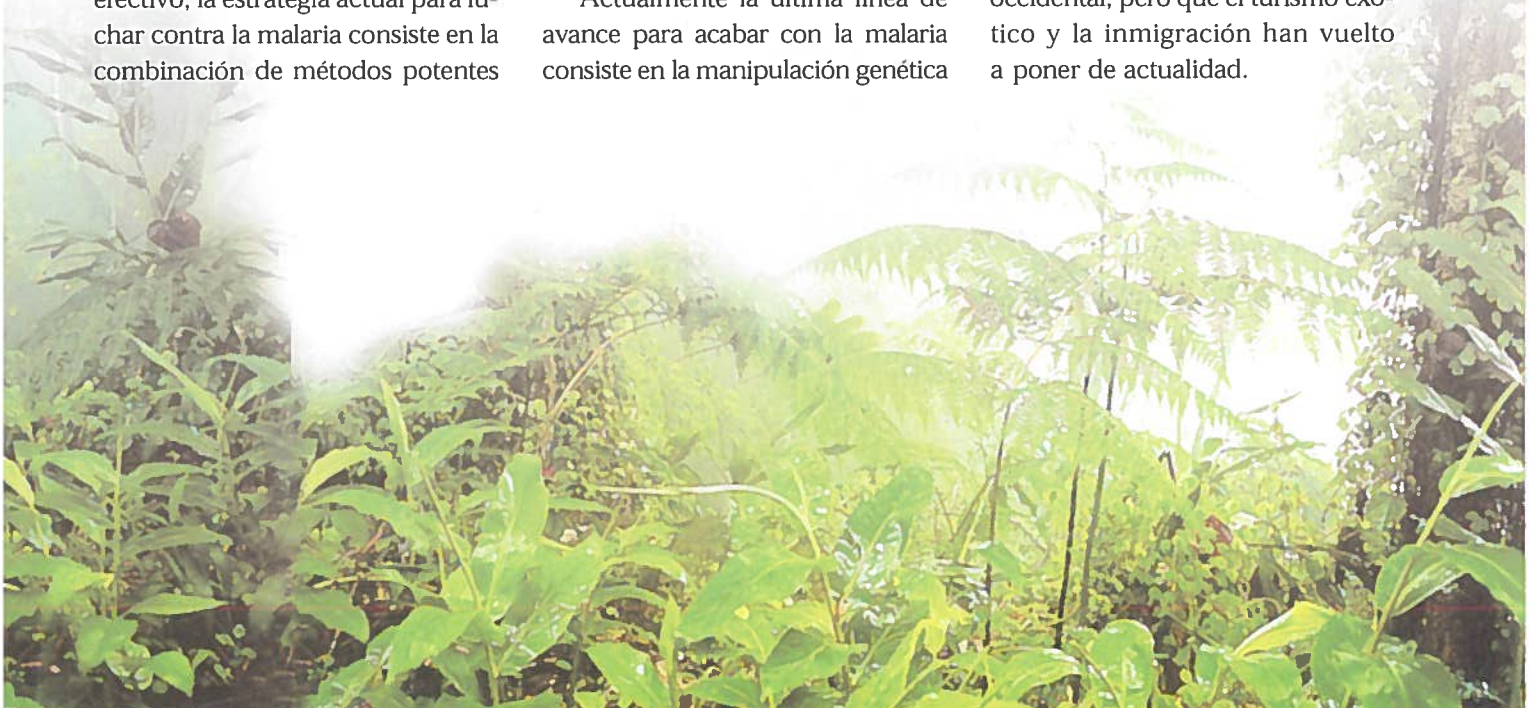 efectivo, la estrategia actual para lu-
char contra la malaria consiste en la
combinación de métodos potentes
Actualmente la última línea de
avance para acabar con la malaria
consiste en la manipulación genética
occidental, pero que el turismo exó-
tico y la inmigración han vuelto
a poner de actualidad.